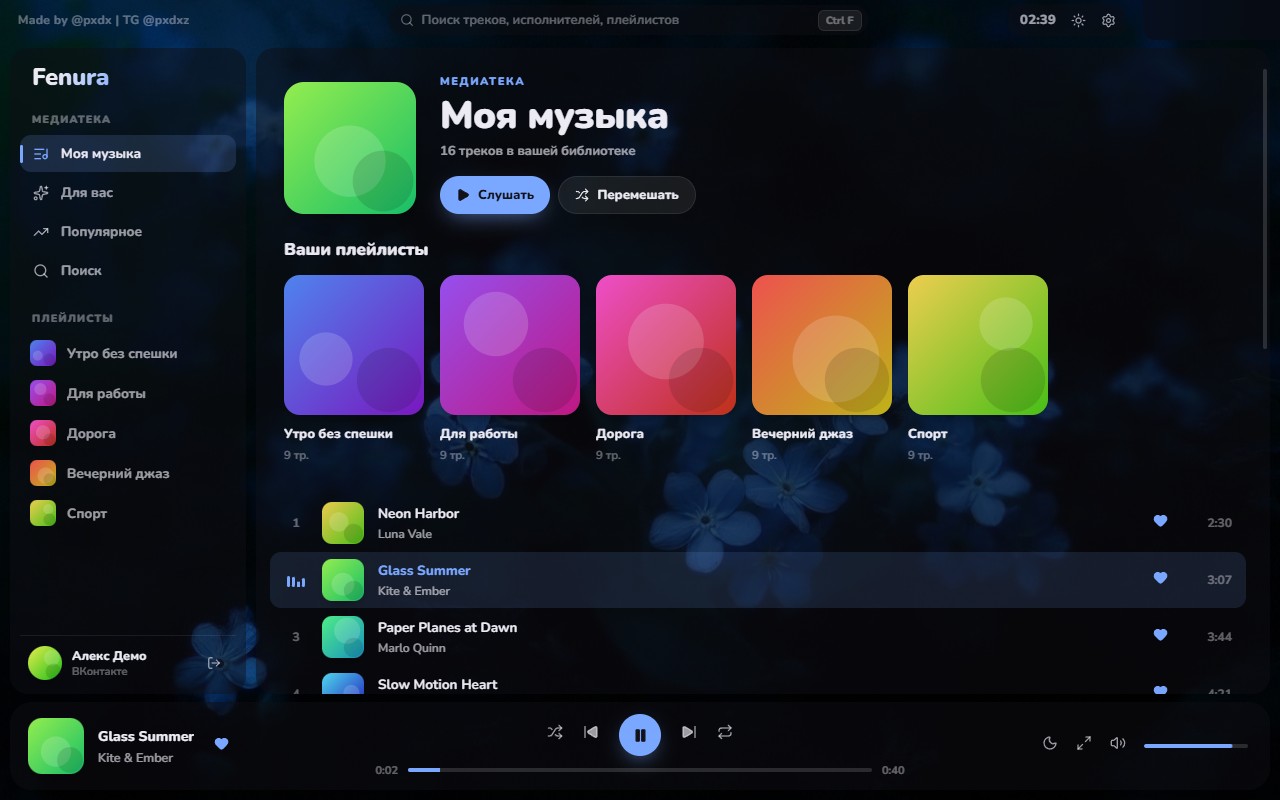 Made by @pxdx | TG @pxdxz
Поиск треков, исполнителей, плейлистов
Ctrl F
02:39
Fenura
МЕДИАТЕКА
Моя музыка
Для вас
Популярное
Поиск
ПЛЕЙЛИСТЫ
Утро без спешки
Для работы
Дорога
Вечерний джаз
Спорт
Алекс Демо
ВКонтакте
МЕДИАТЕКА
Моя музыка
16 треков в вашей библиотеке
Слушать
Перемешать
Ваши плейлисты
Утро без спешки
9 тр.
Для работы
9 тр.
Дорога
9 тр.
Вечерний джаз
9 тр.
Спорт
9 тр.
1
Neon Harbor
Luna Vale
2:30
Glass Summer
Kite & Ember
3:07
3
Paper Planes at Dawn
Marlo Quinn
3:44
4
Slow Motion Heart
4:21
Glass Summer
Kite & Ember
0:02
0:40